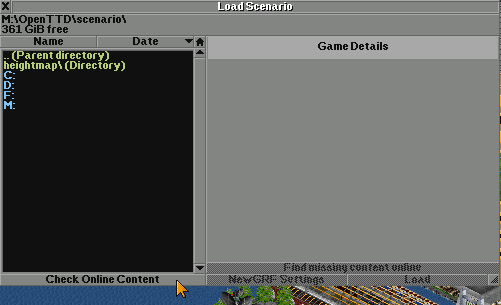 X Load Scenario
M:\OpenTTD\scenario\
361 GiB free
Name Date
Game Details
.. (Parent directory)
heightmap\ (Directory)
C:
D:
F:
M:
Find missing content online
Check Online Content NewGRF Settings Load